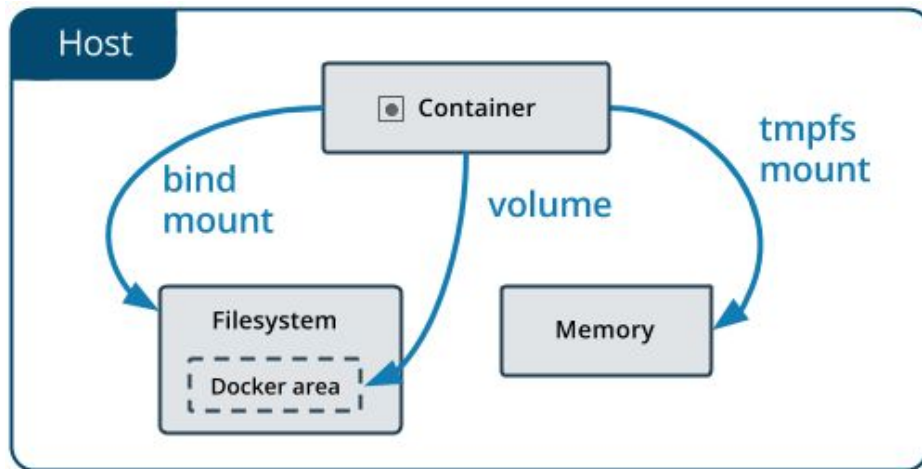 Host
Container
bind
mount
volume
tmpfs
mount
Filesystem
Docker area
Memory